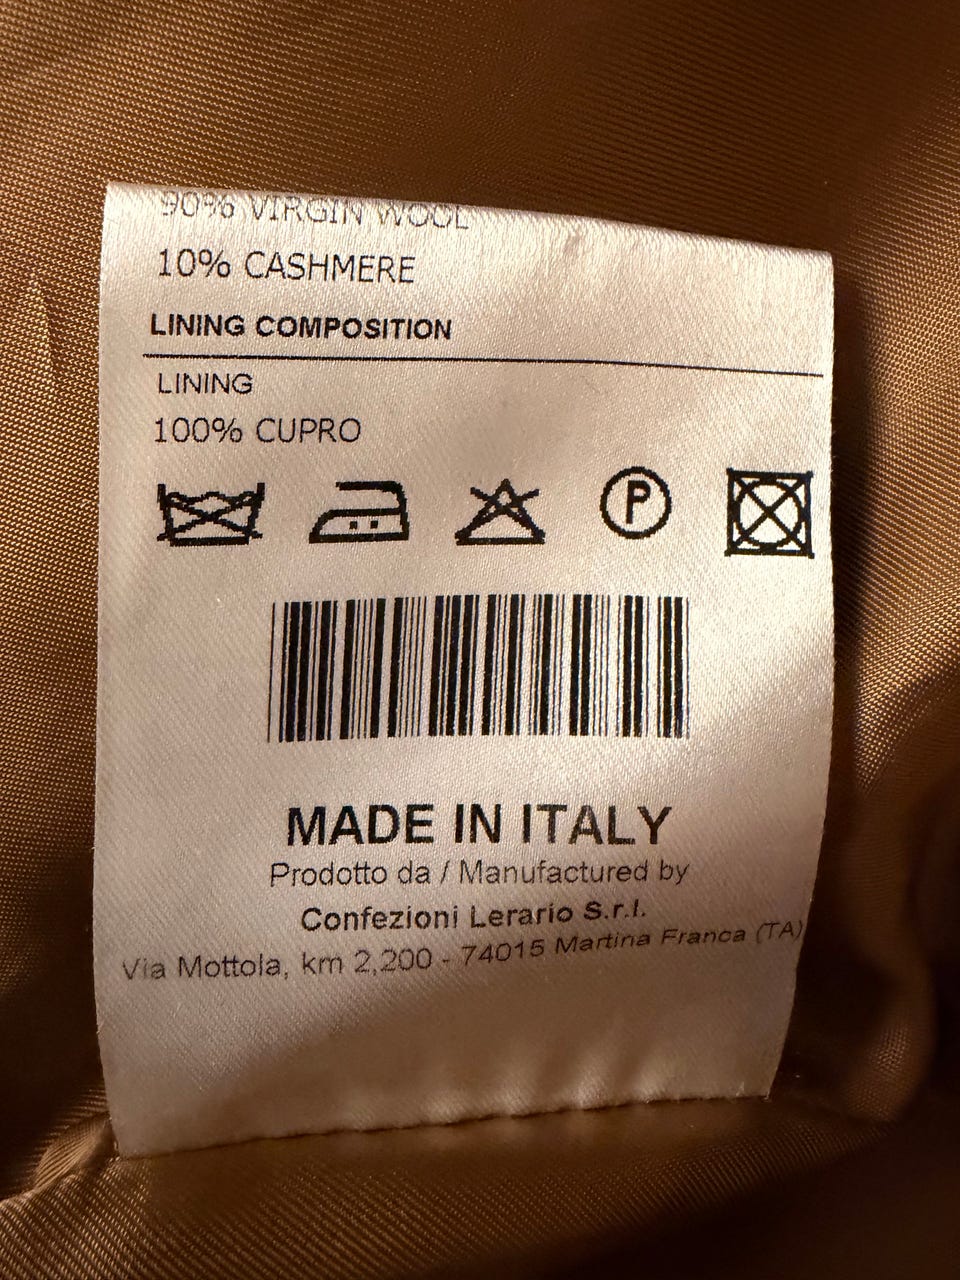 90% VIRGIN WOOL
10% CASHMERE
LINING COMPOSITION
LINING
100% CUPRO
P
MADE IN ITALY
Prodotto da / Manufactured by
Confezioni Lerario S.r.l.
Via Mottola, km 2,200 - 74015 Martina Franca (TA)